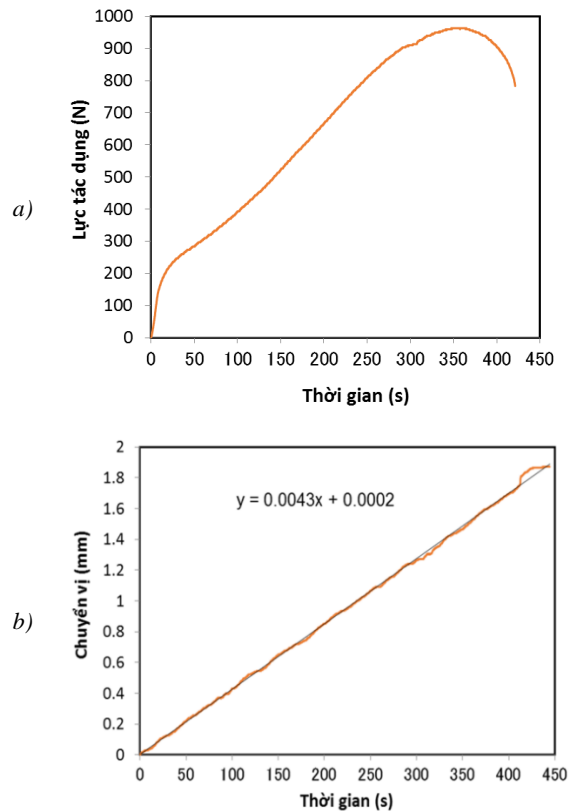 a)
Lực tác dụng (N)
1000
900
800
700
600
500
400
300
200
100
0
0 50 100 150 200 250 300 350 400 450
Thời gian (s)
b)
Chuyển vị (mm)
2
1.8
1.6
1.4
1.2
1
0.8
0.6
0.4
0.2
0
y = 0.0043x + 0.0002
0 50 100 150 200 250 300 350 400 450
Thời gian (s)